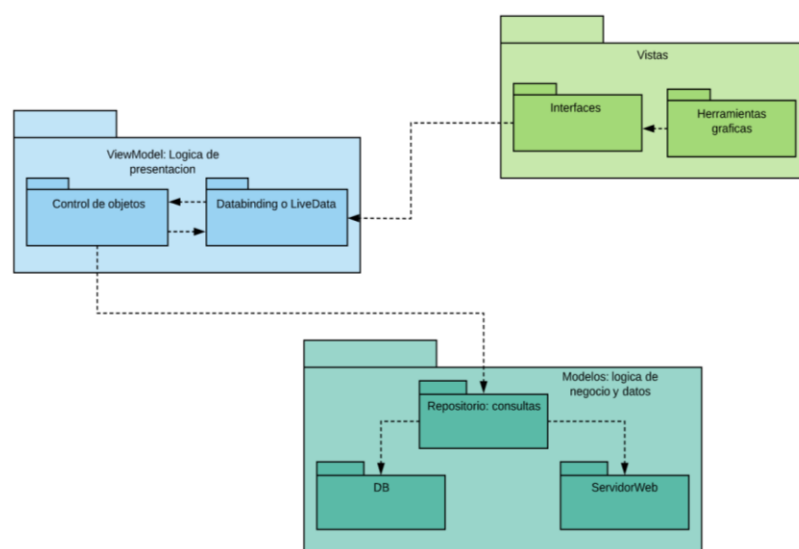 Vistas
Interfaces
Herramientas
graficas
ViewModel: Logica de
presentacion
Control de objetos
Databinding o LiveData
Modelos: logica de
negocio y datos
Repositorio: consultas
DB
ServidorWeb